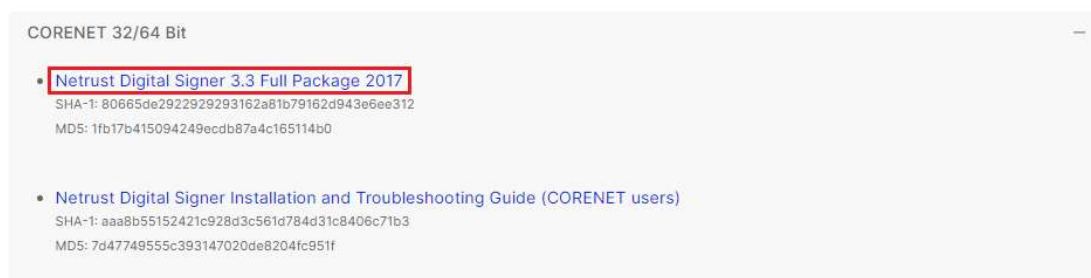 CORENET 32/64 Bit
Netrust Digital Signer 3.3 Full Package 2017
SHA-1: 80665de2922929293162a81b79162d943e6ee312
MD5: 1fb17b415094249ecdb87a4c165114b0
Netrust Digital Signer Installation and Troubleshooting Guide (CORENET users)
SHA-1: aaa8b55152421c928d3c561d784d31c8406c71b3
MD5: 7d47749555c393147020de8204fc951f